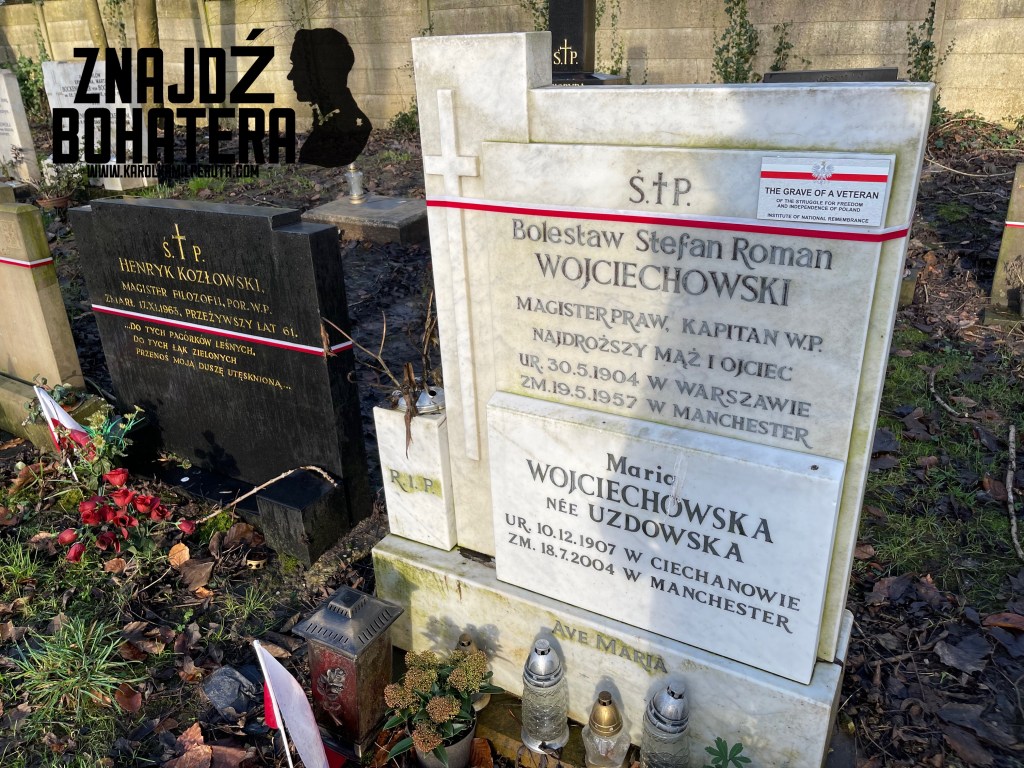 ZNAJDŹ
BOHATERA
WWW.KAROLKAMILPERUTA.COM
Ś.†P.
HENRYK KOZŁOWSKI.
MAGISTER FILOZOFII, POR. W.P.
ZMARŁ 17.XI.1963, PRZEŻYWSZY LAT 61.
...DO TYCH PAGÓRKÓW LEŚNYCH,
DO TYCH ŁĄK ZIELONYCH
PRZENOŚ MOJĄ DUSZĘ UTĘSKNIONĄ...
Ś.†P.
Ś†P.
THE GRAVE OF A VETERAN
OF THE STRUGGLE FOR FREEDOM
AND INDEPENDENCE OF POLAND
INSTITUTE OF NATIONAL REMEMBRANCE
Bolesław Stefan Roman
WOJCIECHOWSKI
MAGISTER PRAW, KAPITAN W.P.
NAJDROŻSZY MĄŻ I OJCIEC
UR. 30.5.1904 W WARSZAWIE
ZM. 19.5.1957 W MANCHESTER
R.I.P.
Maria
WOJCIECHOWSKA
NÉE UZDOWSKA
UR. 10.12.1907 W CIECHANOWIE
ZM. 18.7.2004 W MANCHESTER
AVE MARIA